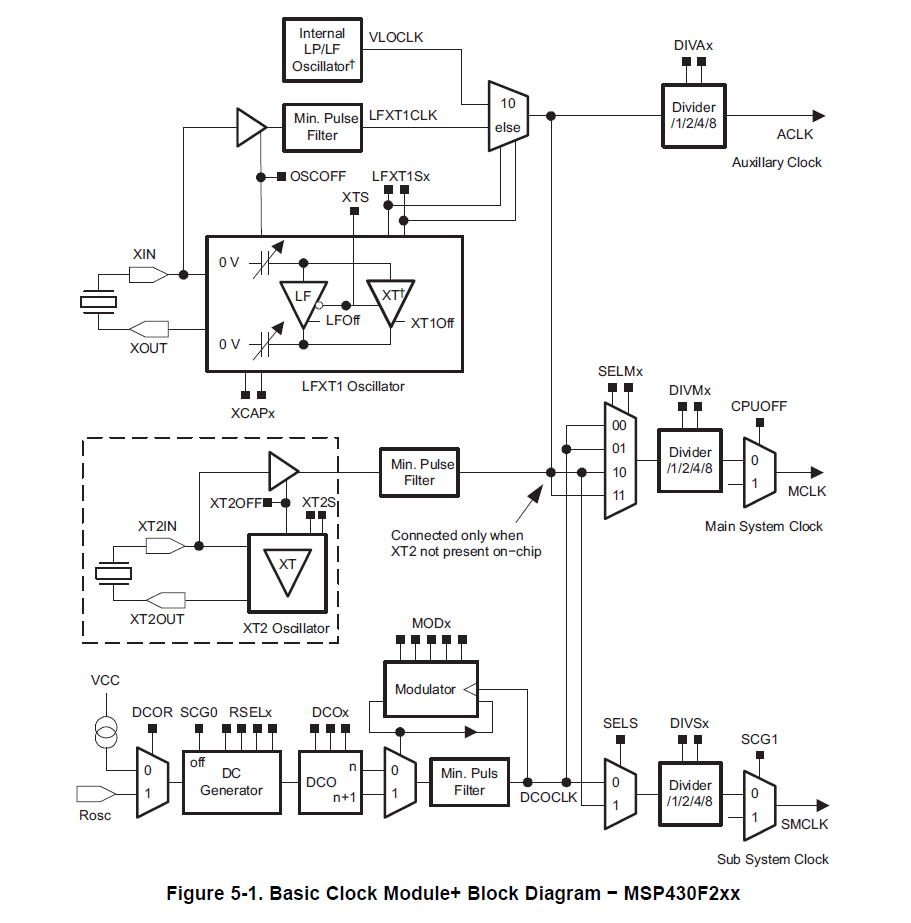 Internal
LP/LF
Oscillator†
VLOCLK
DIVAx
10
else
Divider
/1/2/4/8
ACLK
Auxillary Clock
Min. Pulse
Filter
LFXT1CLK
OSCOFF
LFXT1Sx
XTS
XIN
0 V
LF
XT†
LFOff
XT1Off
0 V
XOUT
LFXT1 Oscillator
XCAPx
SELMx
DIVMx
CPUOFF
00
01
10
11
Divider
/1/2/4/8
0
1
MCLK
Main System Clock
Min. Pulse
Filter
Connected only when
XT2 not present on−chip
XT2OFF
XT2S
XT2IN
XT
XT2OUT
XT2 Oscillator
MODx
Modulator
VCC
DCOR
SCG0
RSELx
DCOx
0
1
off
DC
Generator
DCO
n
n+1
0
1
Min. Puls
Filter
DCOCLK
Rosc
SELS
DIVSx
SCG1
0
1
Divider
/1/2/4/8
0
1
SMCLK
Sub System Clock
Figure 5-1. Basic Clock Module+ Block Diagram − MSP430F2xx